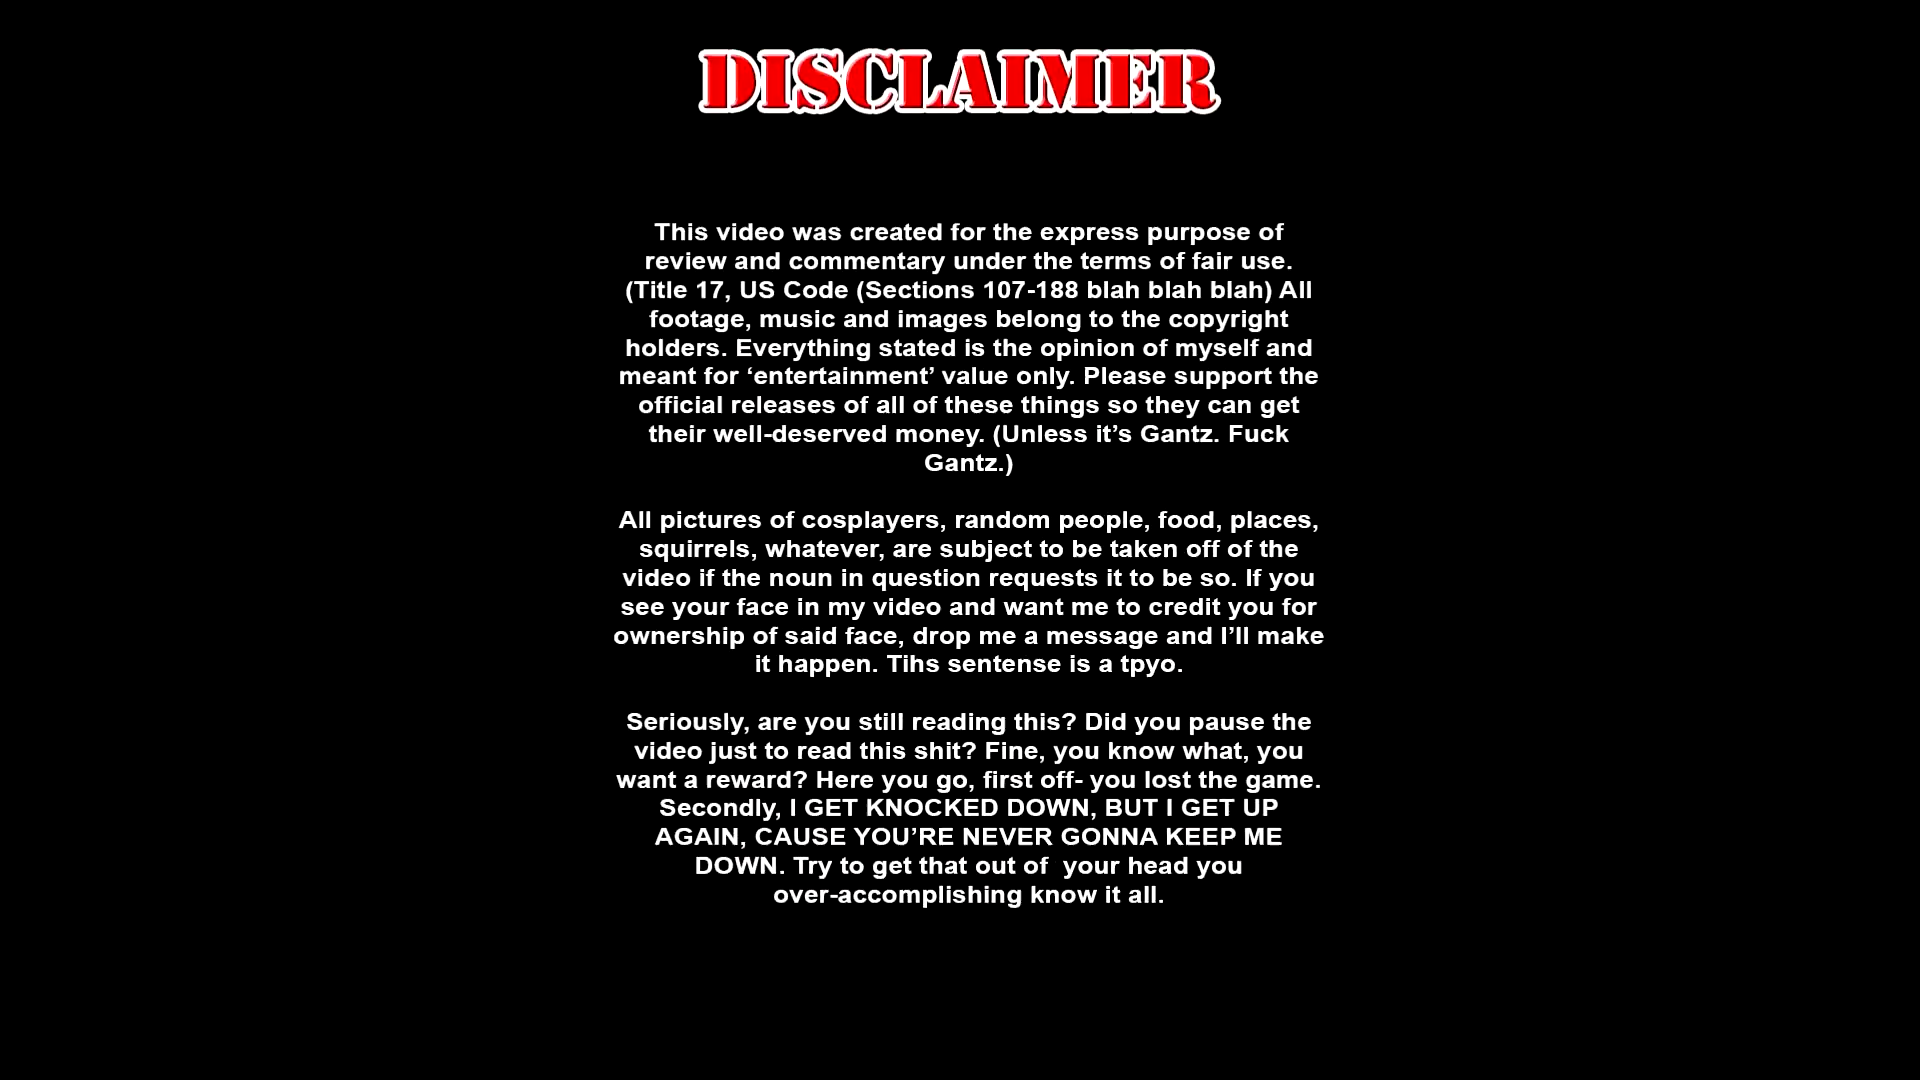 DISCLAIMER
This video was created for the express purpose of
review and commentary under the terms of fair use.
(Title 17, US Code (Sections 107-188 blah blah blah) All
footage, music and images belong to the copyright
holders. Everything stated is the opinion of myself and
meant for ‘entertainment’ value only. Please support the
official releases of all of these things so they can get
their well-deserved money. (Unless it’s Gantz. Fuck
Gantz.)
All pictures of cosplayers, random people, food, places,
squirrels, whatever, are subject to be taken off of the
video if the noun in question requests it to be so. If you
see your face in my video and want me to credit you for
ownership of said face, drop me a message and I’ll make
it happen. Tihs sentense is a tpyo.
Seriously, are you still reading this? Did you pause the
video just to read this shit? Fine, you know what, you
want a reward? Here you go, first off- you lost the game.
Secondly, I GET KNOCKED DOWN, BUT I GET UP
AGAIN, CAUSE YOU’RE NEVER GONNA KEEP ME
DOWN. Try to get that out of  your head you
over-accomplishing know it all.